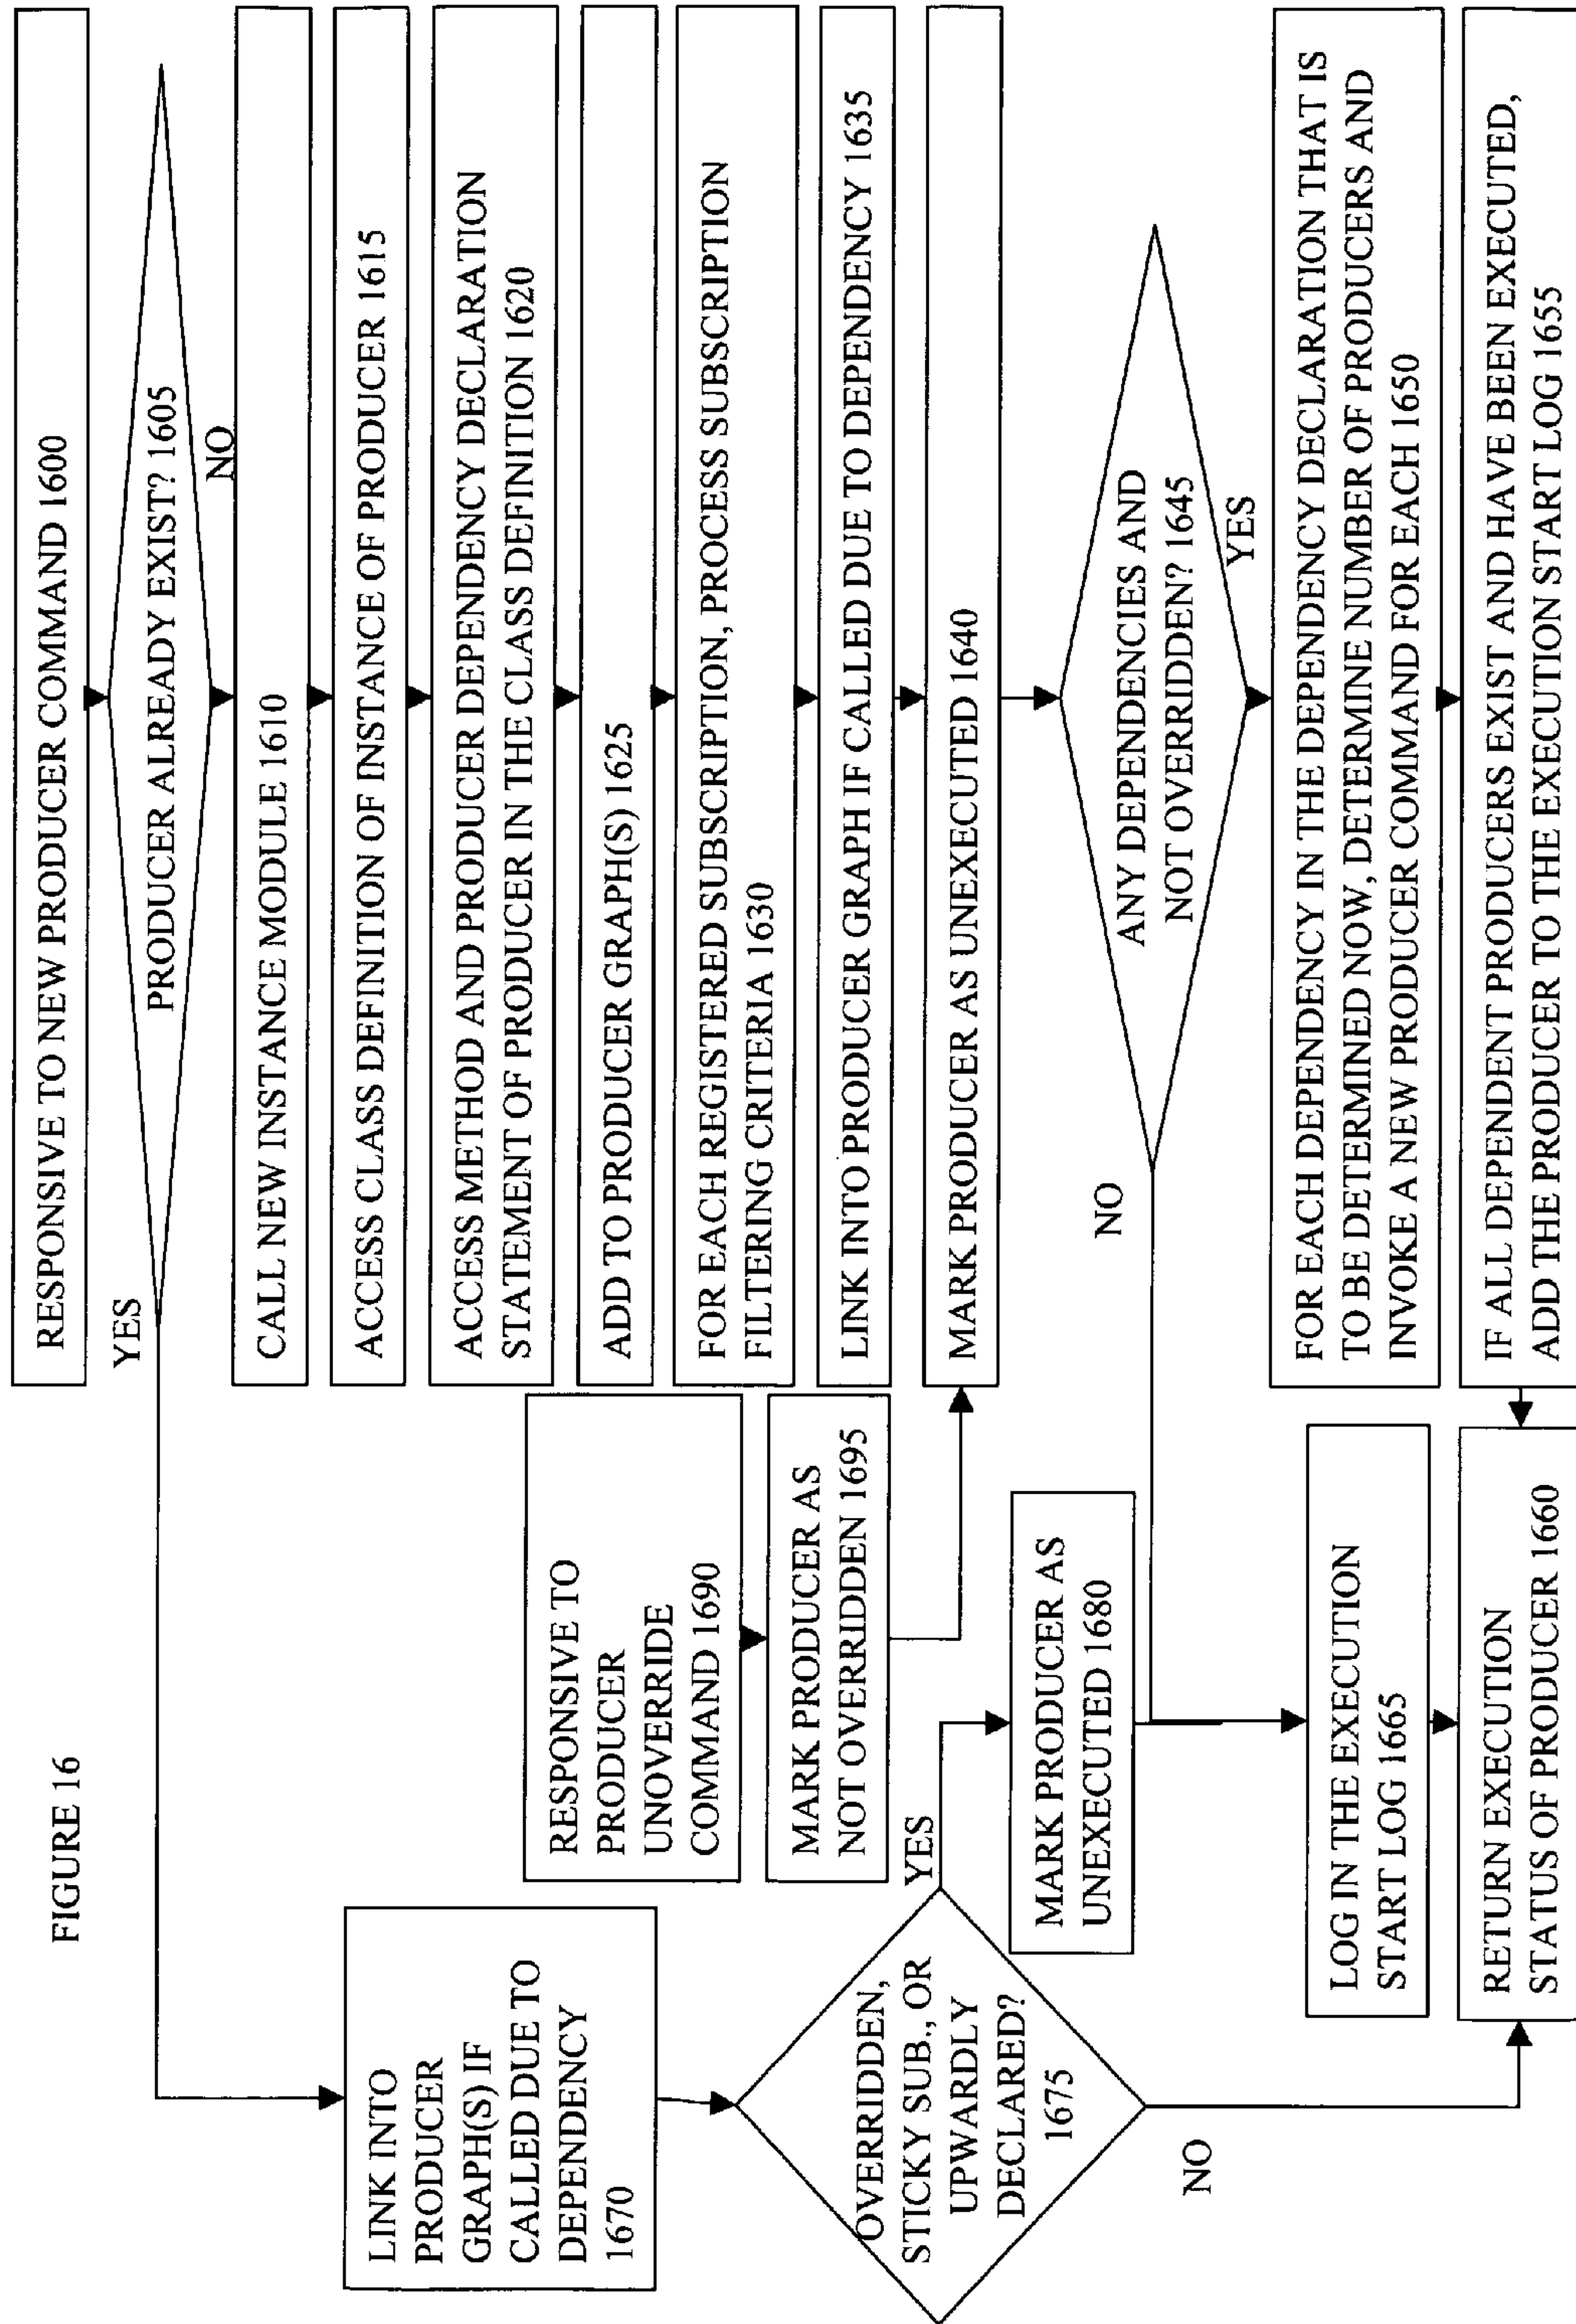 FIGURE 16
RESPONSIVE TO NEW PRODUCER COMMAND 1600
YES
PRODUCER ALREADY EXIST? 1605
NO
CALL NEW INSTANCE MODULE 1610
ACCESS CLASS DEFINITION OF INSTANCE OF PRODUCER 1615
ACCESS METHOD AND PRODUCER DEPENDENCY DECLARATION
STATEMENT OF PRODUCER IN THE CLASS DEFINITION 1620
ADD TO PRODUCER GRAPH(S) 1625
FOR EACH REGISTERED SUBSCRIPTION, PROCESS SUBSCRIPTION
FILTERING CRITERIA 1630
LINK INTO PRODUCER GRAPH IF CALLED DUE TO DEPENDENCY 1635
MARK PRODUCER AS UNEXECUTED 1640
ANY DEPENDENCIES AND
NOT OVERRIDDEN? 1645
NO
YES
FOR EACH DEPENDENCY IN THE DEPENDENCY DECLARATION THAT IS
TO BE DETERMINED NOW, DETERMINE NUMBER OF PRODUCERS AND
INVOKE A NEW PRODUCER COMMAND FOR EACH 1650
IF ALL DEPENDENT PRODUCERS EXIST AND HAVE BEEN EXECUTED,
ADD THE PRODUCER TO THE EXECUTION START LOG 1655
RESPONSIVE TO
PRODUCER
UNOVERRIDE
COMMAND 1690
MARK PRODUCER AS
NOT OVERRIDDEN 1695
LINK INTO
PRODUCER
GRAPH(S) IF
CALLED DUE TO
DEPENDENCY
1670
OVERRIDDEN,
STICKY SUB., OR
UPWARDLY
DECLARED?
1675
YES
NO
MARK PRODUCER AS
UNEXECUTED 1680
LOG IN THE EXECUTION
START LOG 1665
RETURN EXECUTION
STATUS OF PRODUCER 1660